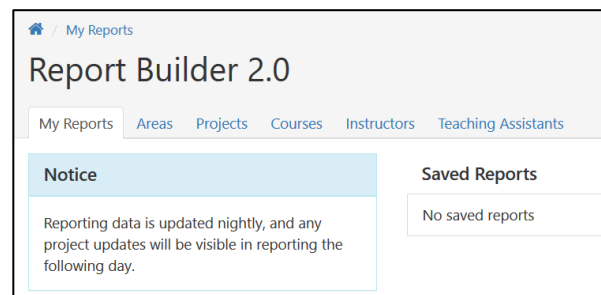 / My Reports
Report Builder 2.0
My Reports Areas Projects Courses Instructors Teaching Assistants
Notice
Reporting data is updated nightly, and any
project updates will be visible in reporting the
following day.
Saved Reports
No saved reports